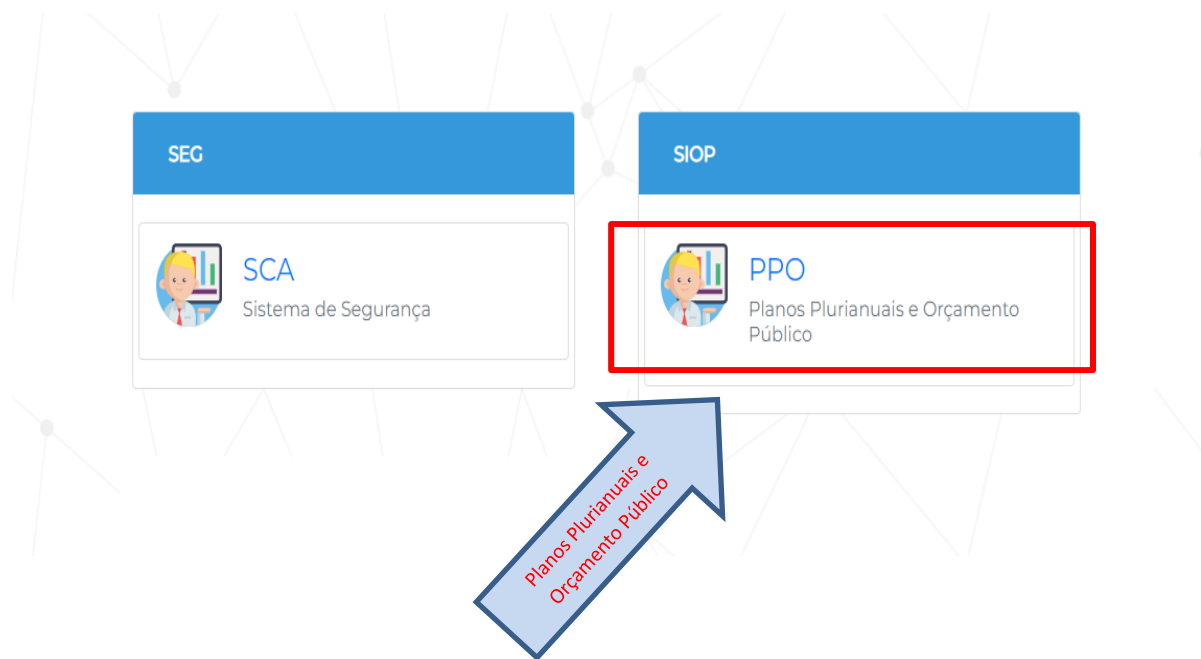 SEG
SCA
Sistema de Segurança
SIOP
PPO
Planos Plurianuais e Orçamento
Público
Planos Plurianuais e
Orçamento Público